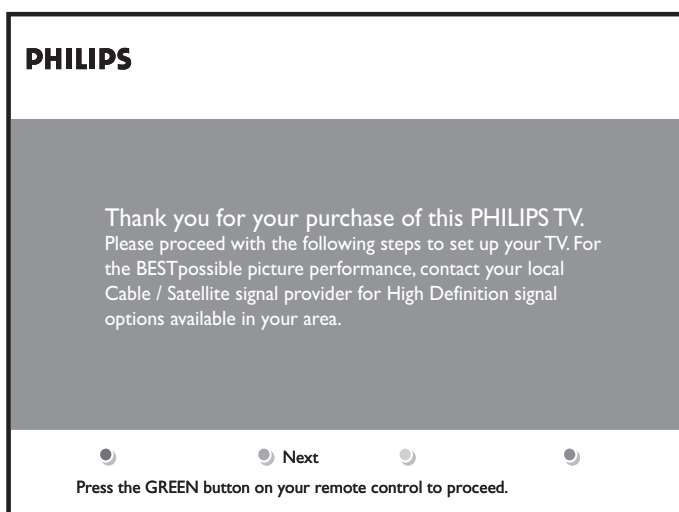 PHILIPS
Thank you for your purchase of this PHILIPS TV.
Please proceed with the following steps to set up your TV. For
the BESTpossible picture performance, contact your local
Cable / Satellite signal provider for High Definition signal
options available in your area.
Next
Press the GREEN button on your remote control to proceed.